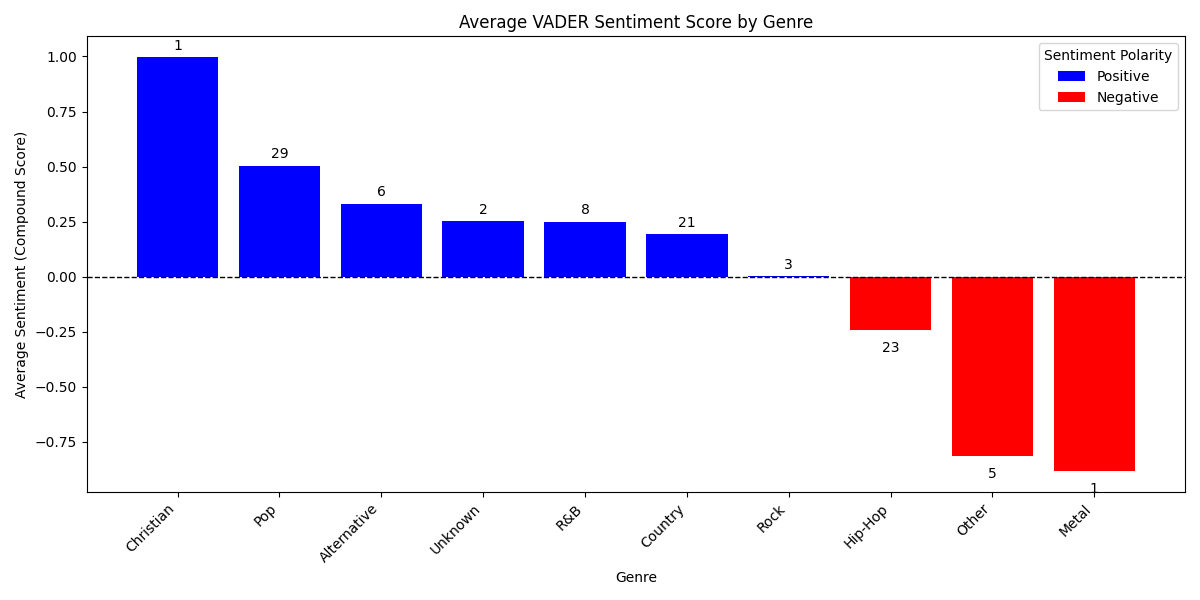 Average VADER Sentiment Score by Genre
Sentiment Polarity
Positive
Negative
Average Sentiment (Compound Score)
1.00
0.75
0.50
0.25
0.00
−0.25
−0.50
−0.75
1
29
6
2
8
21
3
23
5
1
Christian
Pop
Alternative
Unknown
R&B
Country
Rock
Hip-Hop
Other
Metal
Genre